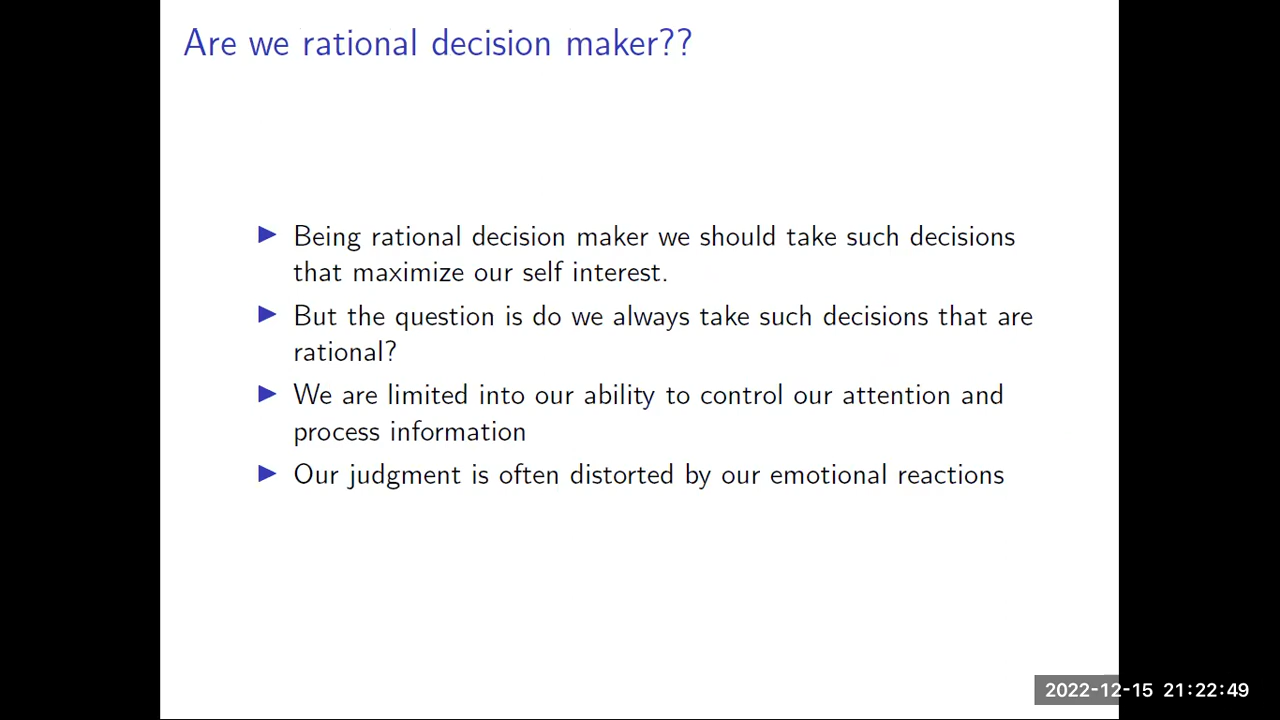 Are we rational decision maker??
▶ Being rational decision maker we should take such decisions
that maximize our self interest.
▶ But the question is do we always take such decisions that are
rational?
▶ We are limited into our ability to control our attention and
process information
▶ Our judgment is often distorted by our emotional reactions
2022-12-15 21:22:49